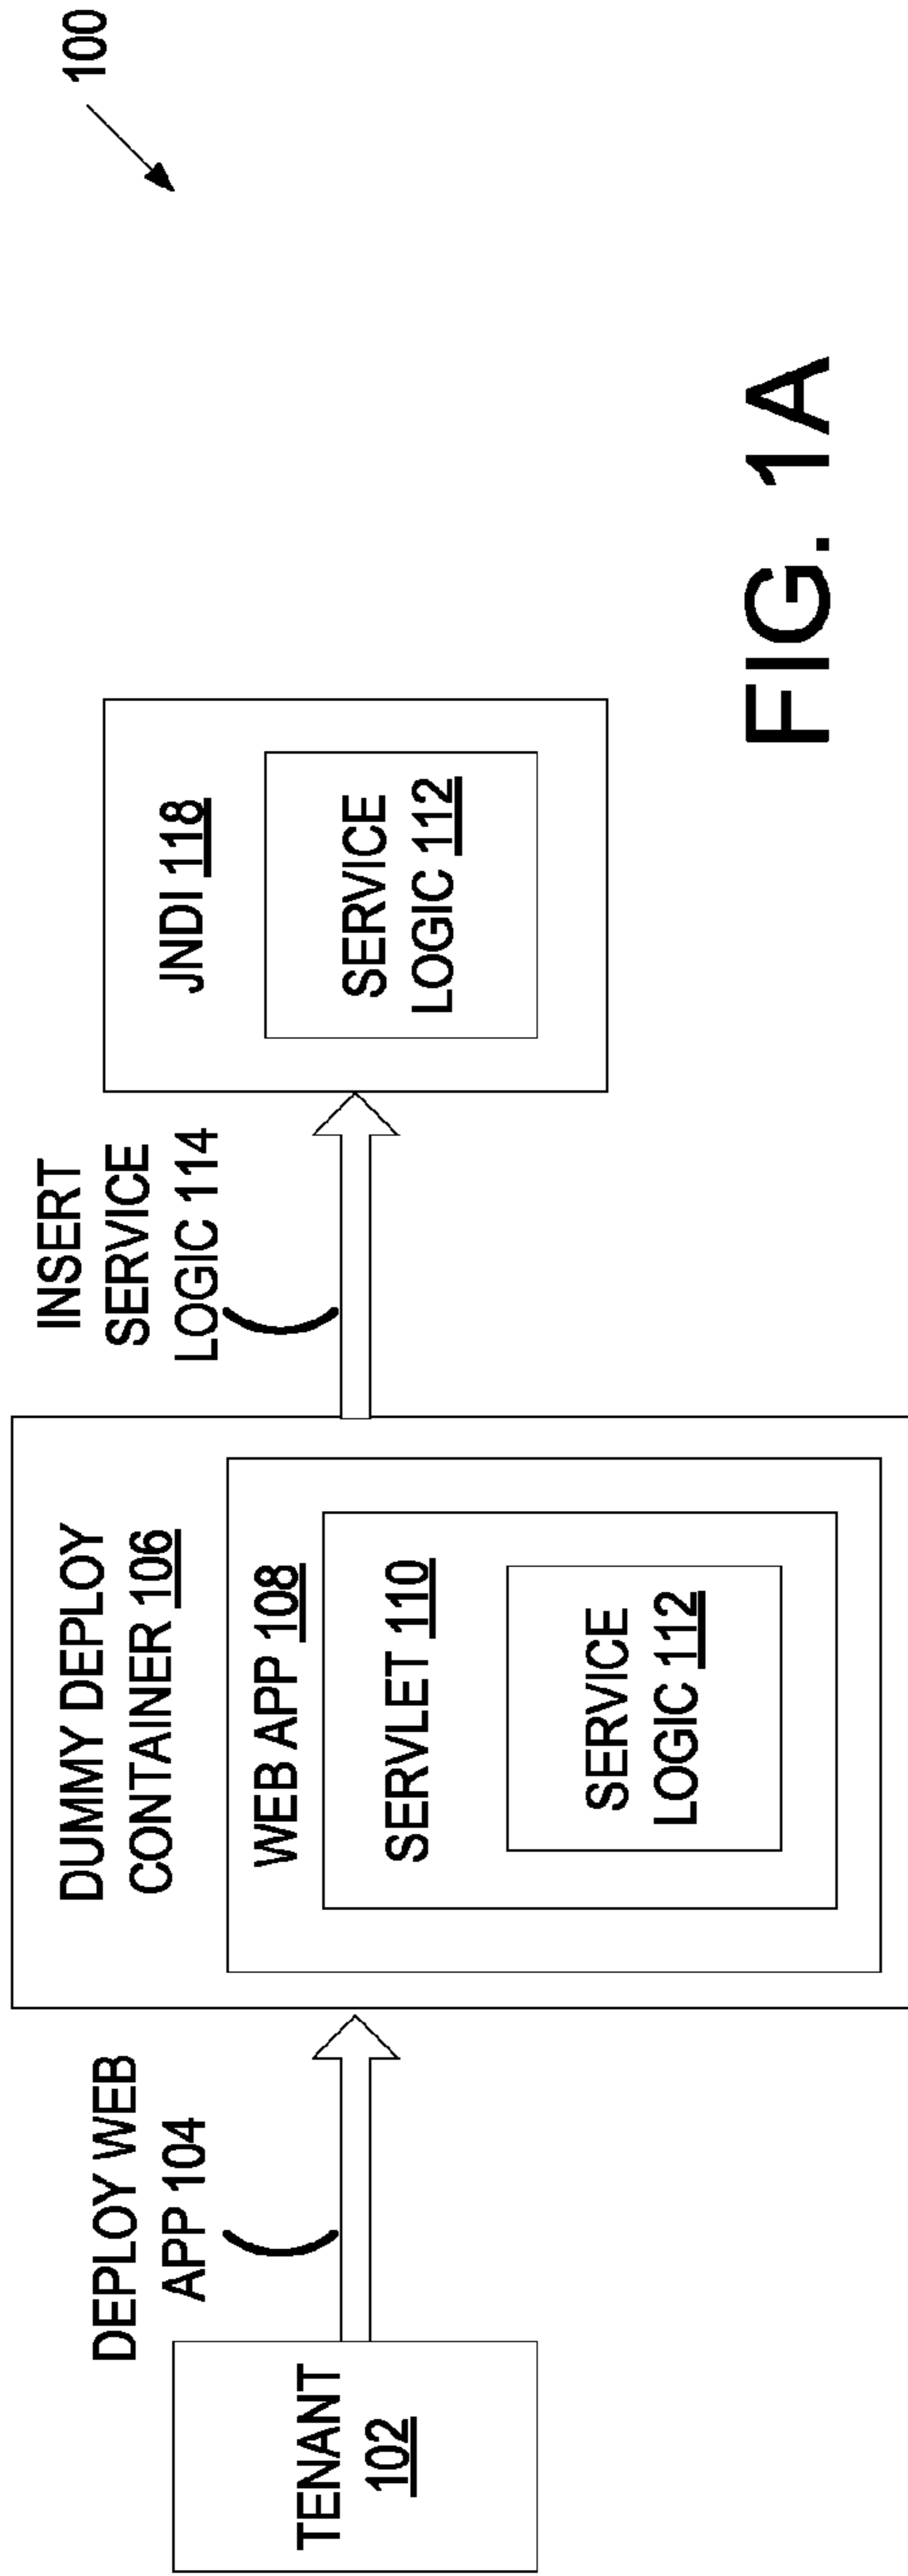 100
DEPLOY WEB
APP 104
TENANT
102
DUMMY DEPLOY
CONTAINER 106
WEB APP 108
SERVLET 110
SERVICE
LOGIC 112
INSERT
SERVICE
LOGIC 114
JNDI 118
SERVICE
LOGIC 112
FIG. 1A